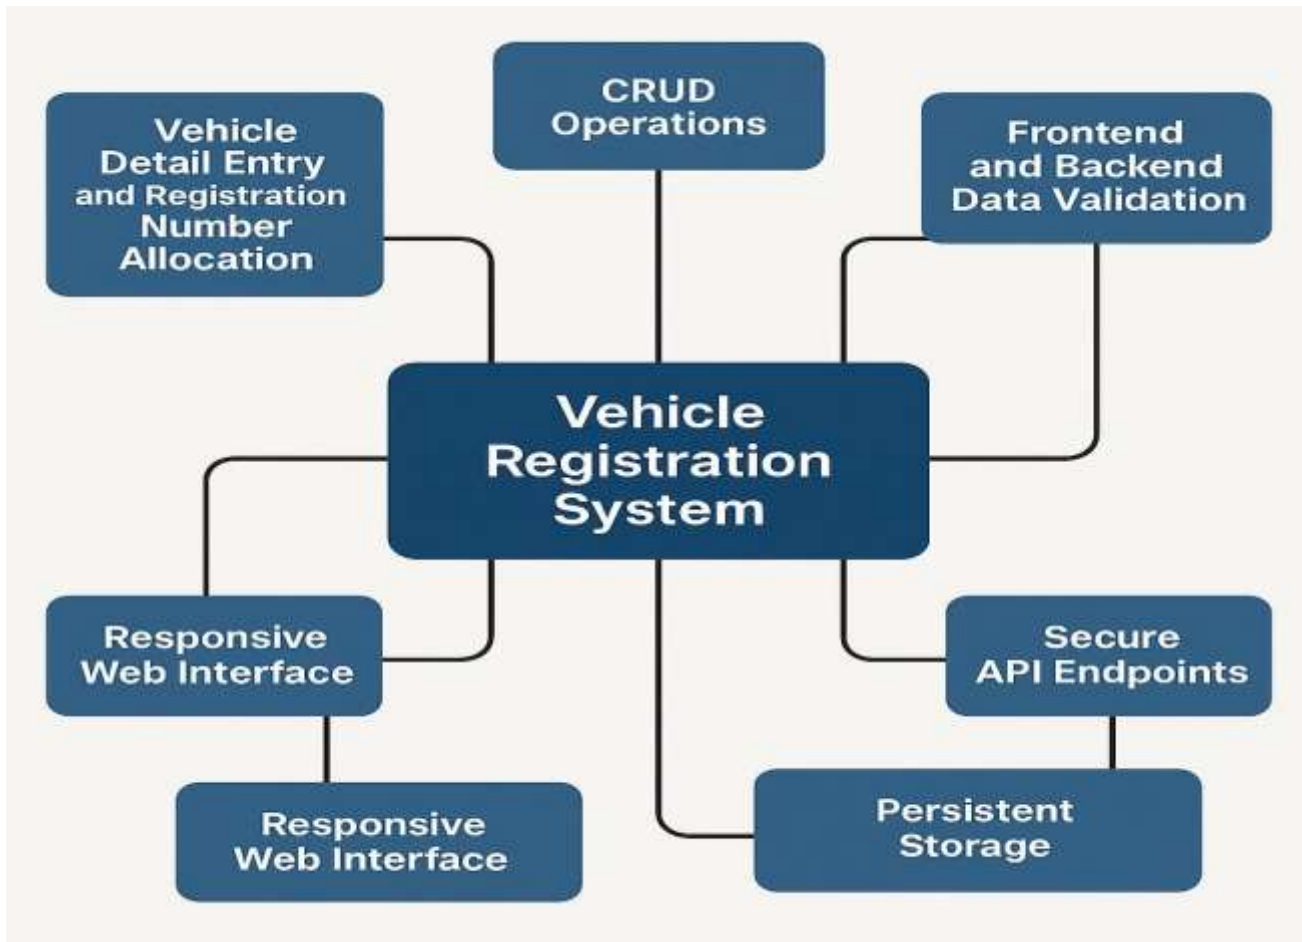 CRUD
Operations
Vehicle
Detail Entry
and Registration
Number
Allocation
Frontend
and Backend
Data Validation
Vehicle
Registration
System
Responsive
Web Interface
Secure
API Endpoints
Responsive
Web Interface
Persistent
Storage